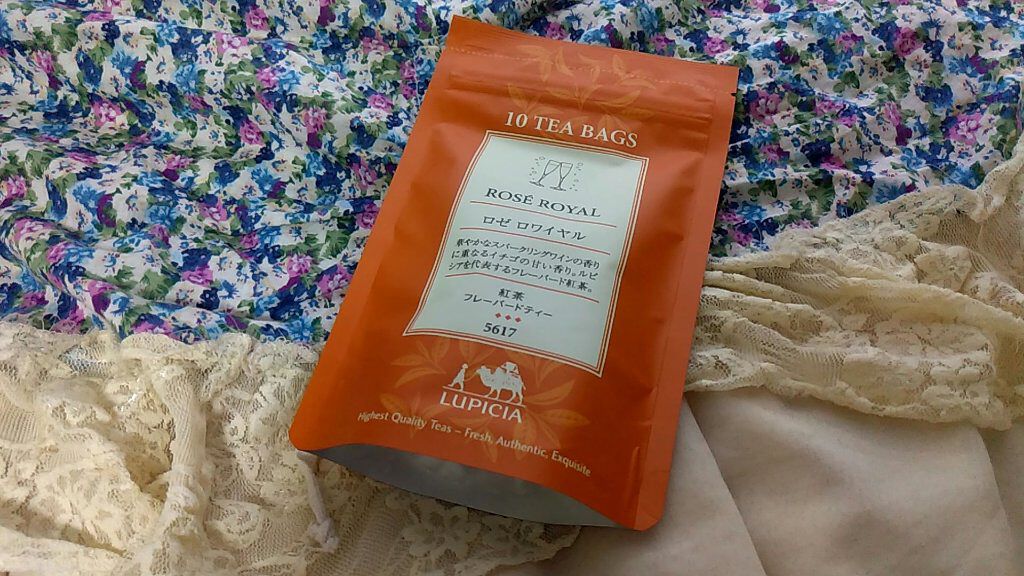 10 TEA BAGS
ROSÉ ROYAL
ロゼ ロワイヤル
華やかなスパークリングワインの香り
に重なるイチゴの甘い香り。ルピ
シアを代表するフレーバード紅茶。
紅茶
フレーバードティー
5617
LUPICIA
Highest Quality Teas – Fresh, Authentic, Exquisite